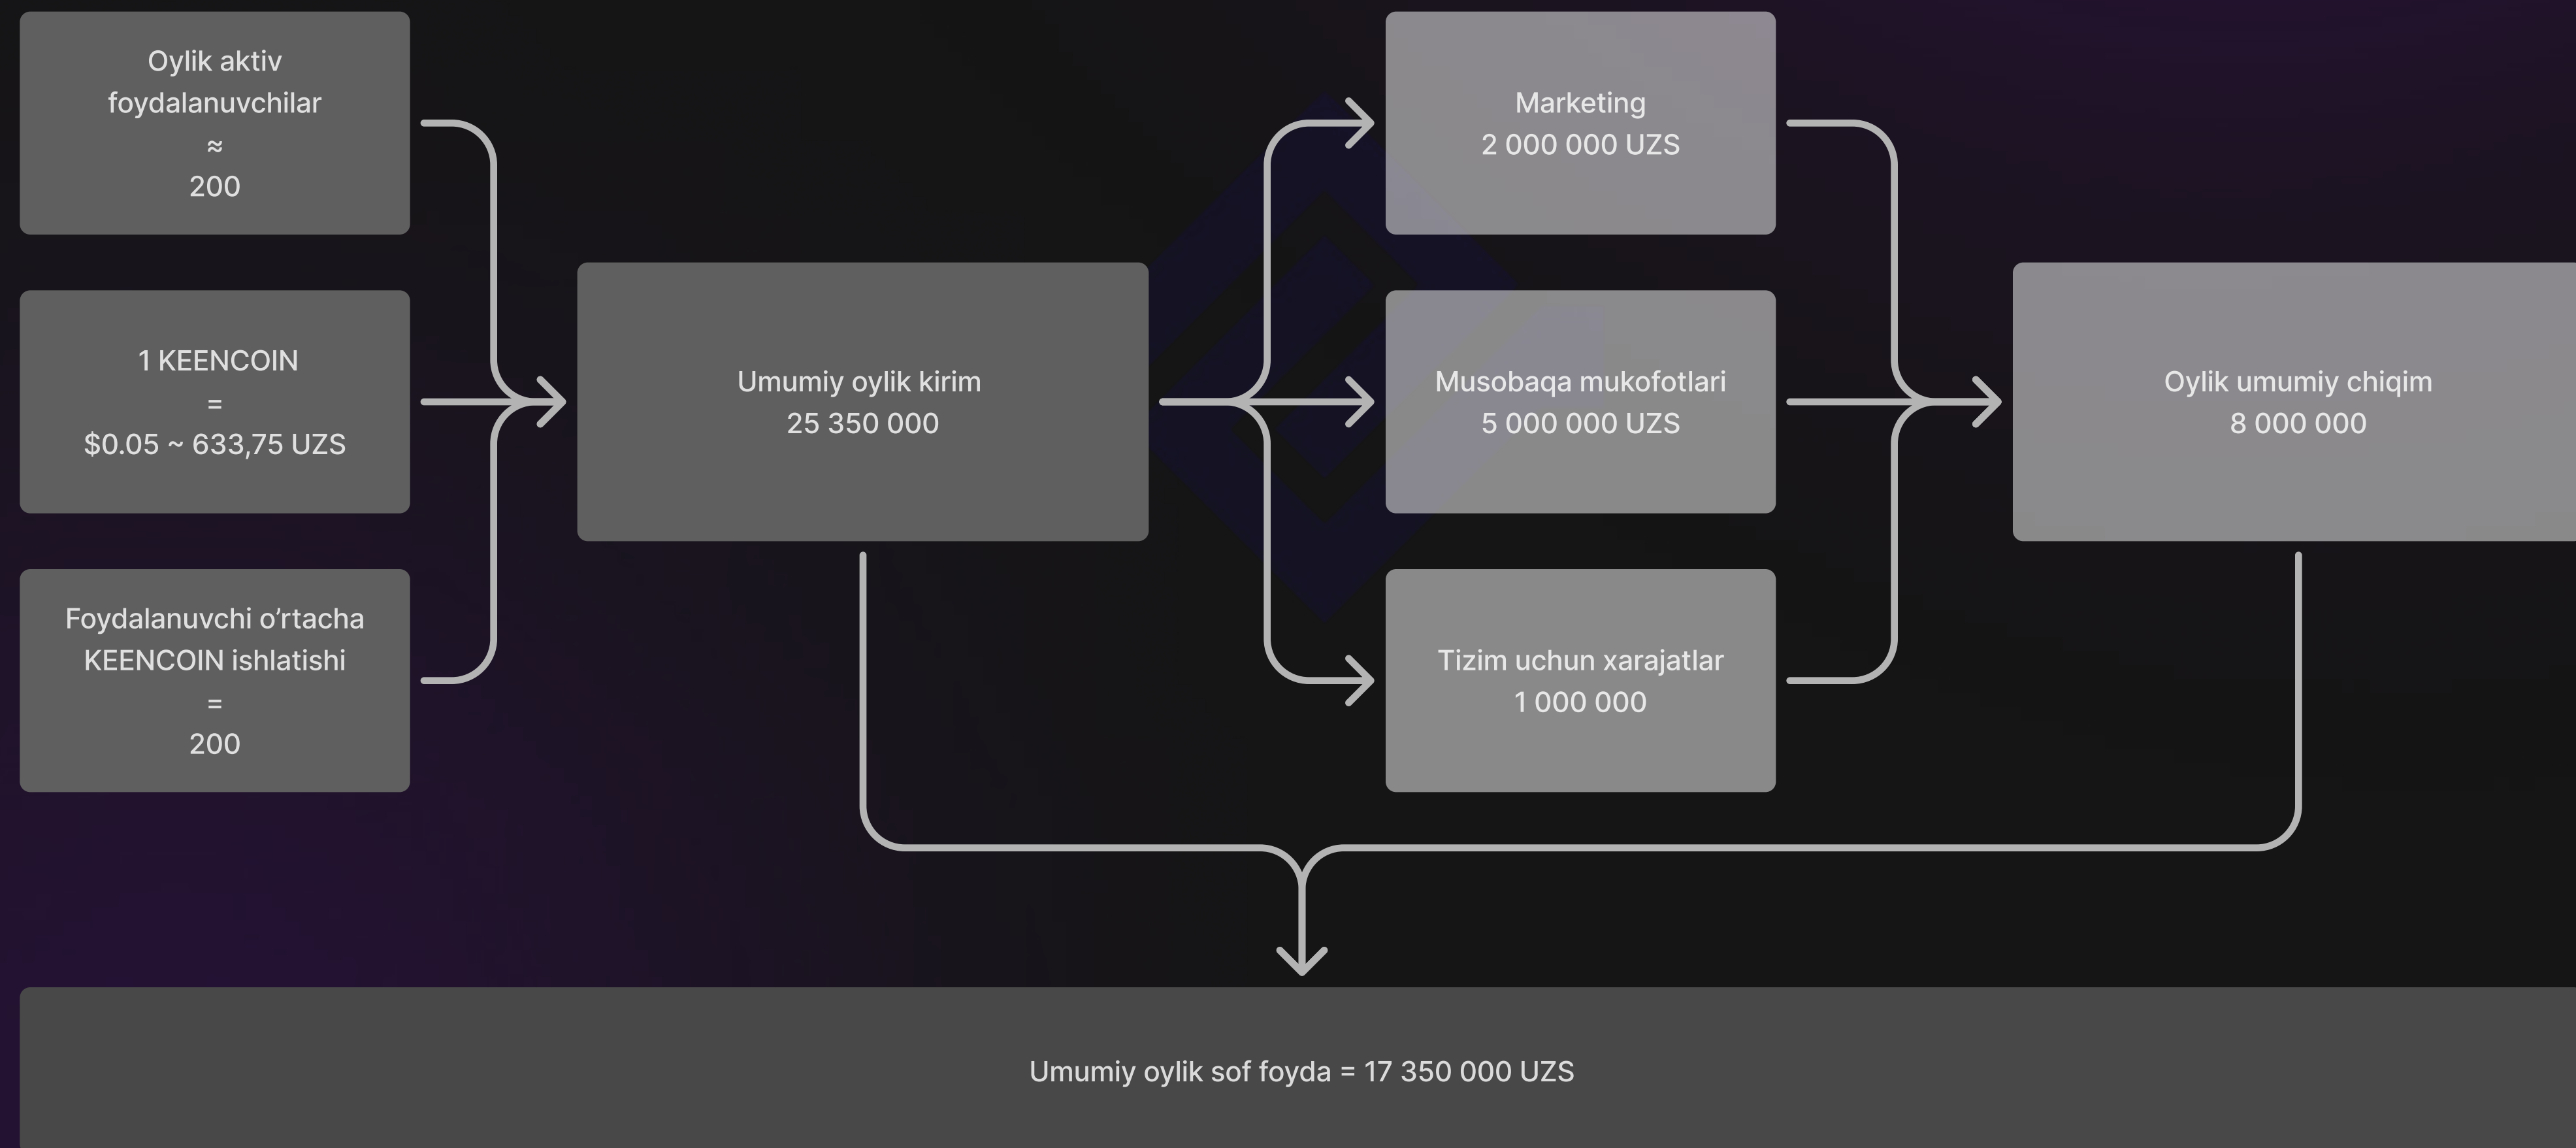 Oylik aktiv
foydalanuvchilar
≈
200
1 KEENCOIN
=
$0.05 ~ 633,75 UZS
Foydalanuvchi o’rtacha
KEENCOIN ishlatishi
=
200
Umumiy oylik kirim
25 350 000
Marketing
2 000 000 UZS
Musobaqa mukofotlari
5 000 000 UZS
Tizim uchun xarajatlar
1 000 000
Oylik umumiy chiqim
8 000 000
Umumiy oylik sof foyda = 17 350 000 UZS